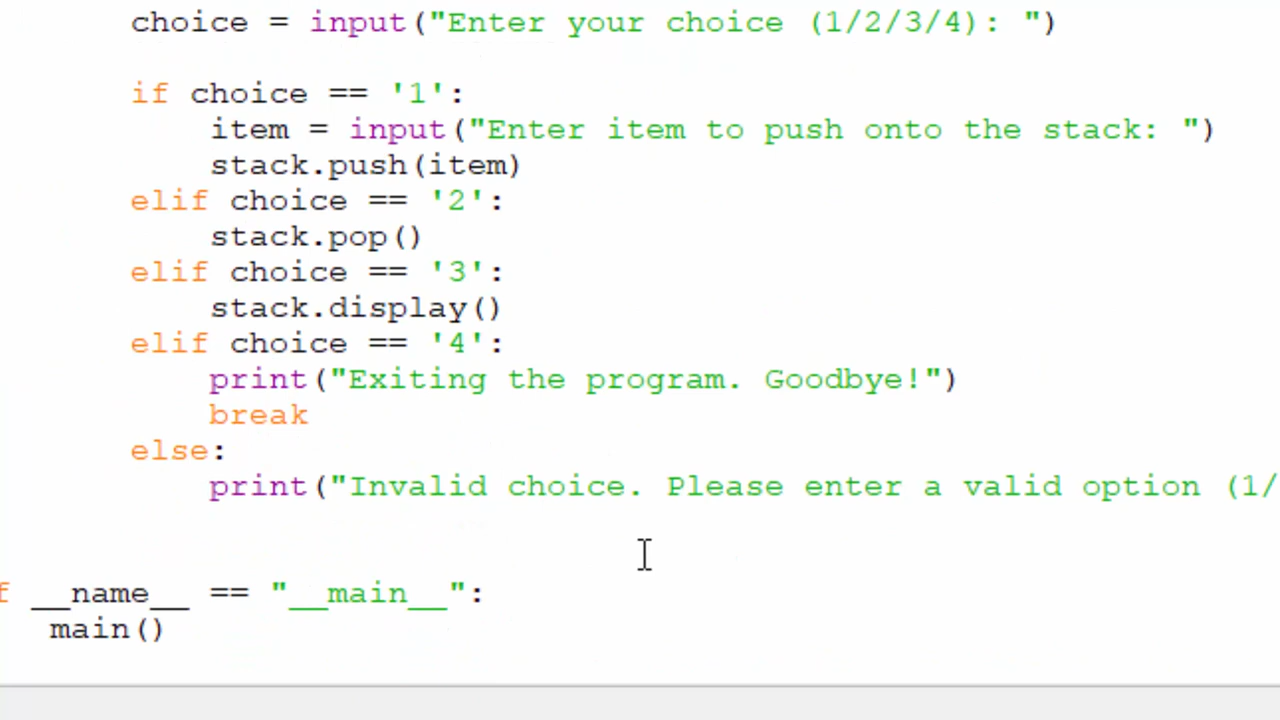 choice = input("Enter your choice (1/2/3/4): ")
if choice == '1':
item = input("Enter item to push onto the stack: ")
stack.push(item)
elif choice == '2':
stack.pop()
elif choice == '3':
stack.display()
elif choice == '4':
print("Exiting the program. Goodbye!")
break
else:
print("Invalid choice. Please enter a valid option (1/
f __name__ == "__main__":
main()